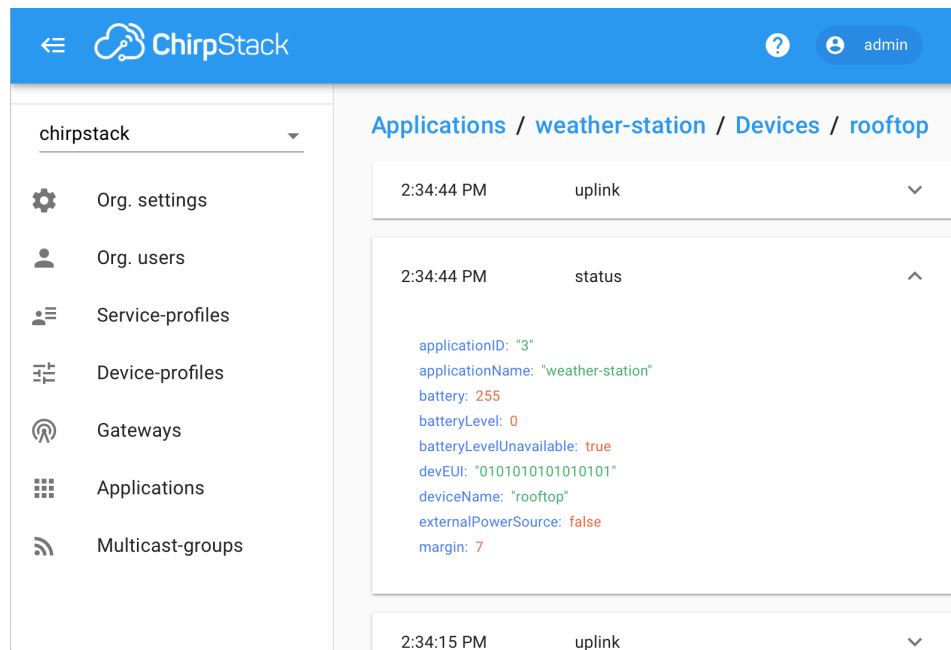 ChirpStack
? admin
chirpstack
Org. settings
Org. users
Service-profiles
Device-profiles
Gateways
Applications
Multicast-groups
Applications / weather-station / Devices / rooftop
2:34:44 PM uplink
2:34:44 PM status
applicationID: "3"
applicationName: "weather-station"
battery: 255
batteryLevel: 0
batteryLevelUnavailable: true
devEUI: "0101010101010101"
deviceName: "rooftop"
externalPowerSource: false
margin: 7
2:34:15 PM uplink